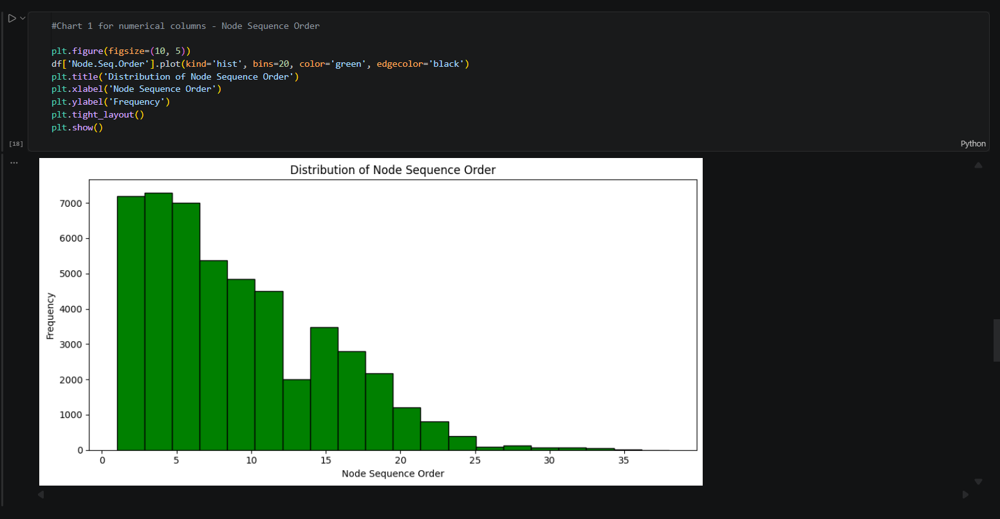 #Chart 1 for numerical columns - Node Sequence Order
plt.figure(figsize=(10, 5))
df['Node.Seq.Order'].plot(kind='hist', bins=20, color='green', edgecolor='black')
plt.title('Distribution of Node Sequence Order')
plt.xlabel('Node Sequence Order')
plt.ylabel('Frequency')
plt.tight_layout()
plt.show()
[18]
Python
...
Distribution of Node Sequence Order
7000
6000
5000
4000
3000
2000
1000
0
Frequency
0 5 10 15 20 25 30 35
Node Sequence Order